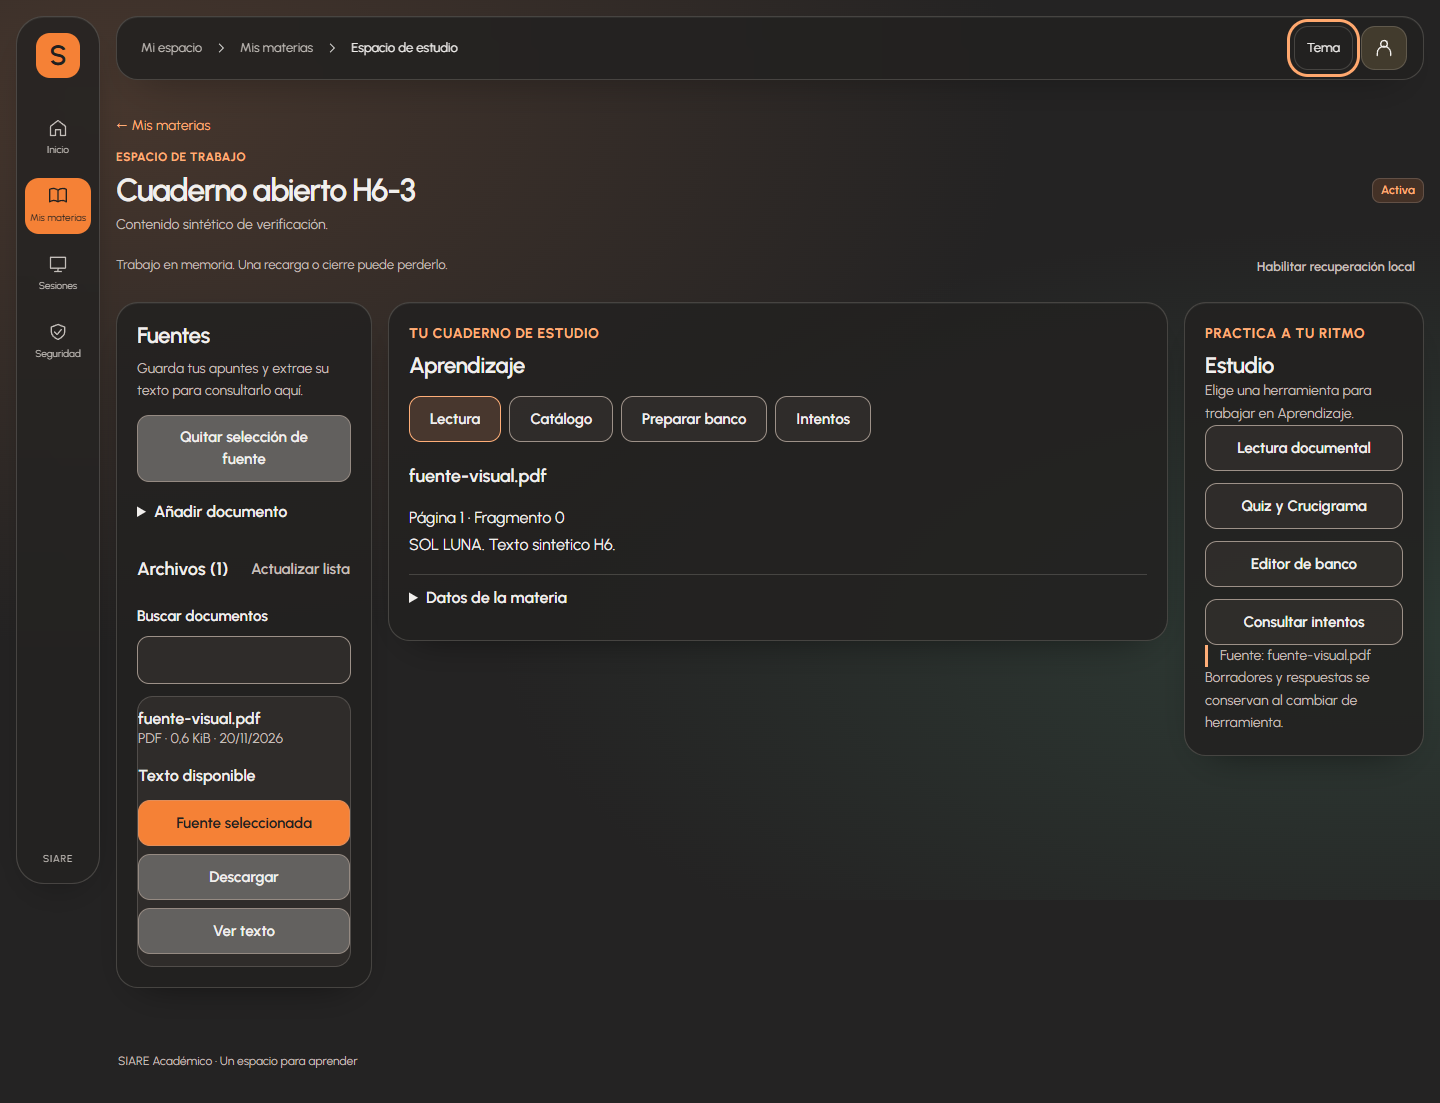 S
Inicio
Mis materias
Sesiones
Seguridad
SIARE
Mi espacio
Mis materias
Espacio de estudio
Tema
← Mis materias
ESPACIO DE TRABAJO
Cuaderno abierto H6-3
Activa
Contenido sintético de verificación.
Trabajo en memoria. Una recarga o cierre puede perderlo.
Habilitar recuperación local
Fuentes
Guarda tus apuntes y extrae su
texto para consultarlo aquí.
Quitar selección de
fuente
Añadir documento
Archivos (1)
Actualizar lista
Buscar documentos
fuente-visual.pdf
PDF · 0,6 KiB · 20/11/2026
Texto disponible
Fuente seleccionada
Descargar
Ver texto
TU CUADERNO DE ESTUDIO
Aprendizaje
Lectura
Catálogo
Preparar banco
Intentos
fuente-visual.pdf
Página 1 · Fragmento 0
SOL LUNA. Texto sintetico H6.
Datos de la materia
PRACTICA A TU RITMO
Estudio
Elige una herramienta para
trabajar en Aprendizaje.
Lectura documental
Quiz y Crucigrama
Editor de banco
Consultar intentos
Fuente: fuente-visual.pdf
Borradores y respuestas se
conservan al cambiar de
herramienta.
SIARE Académico · Un espacio para aprender